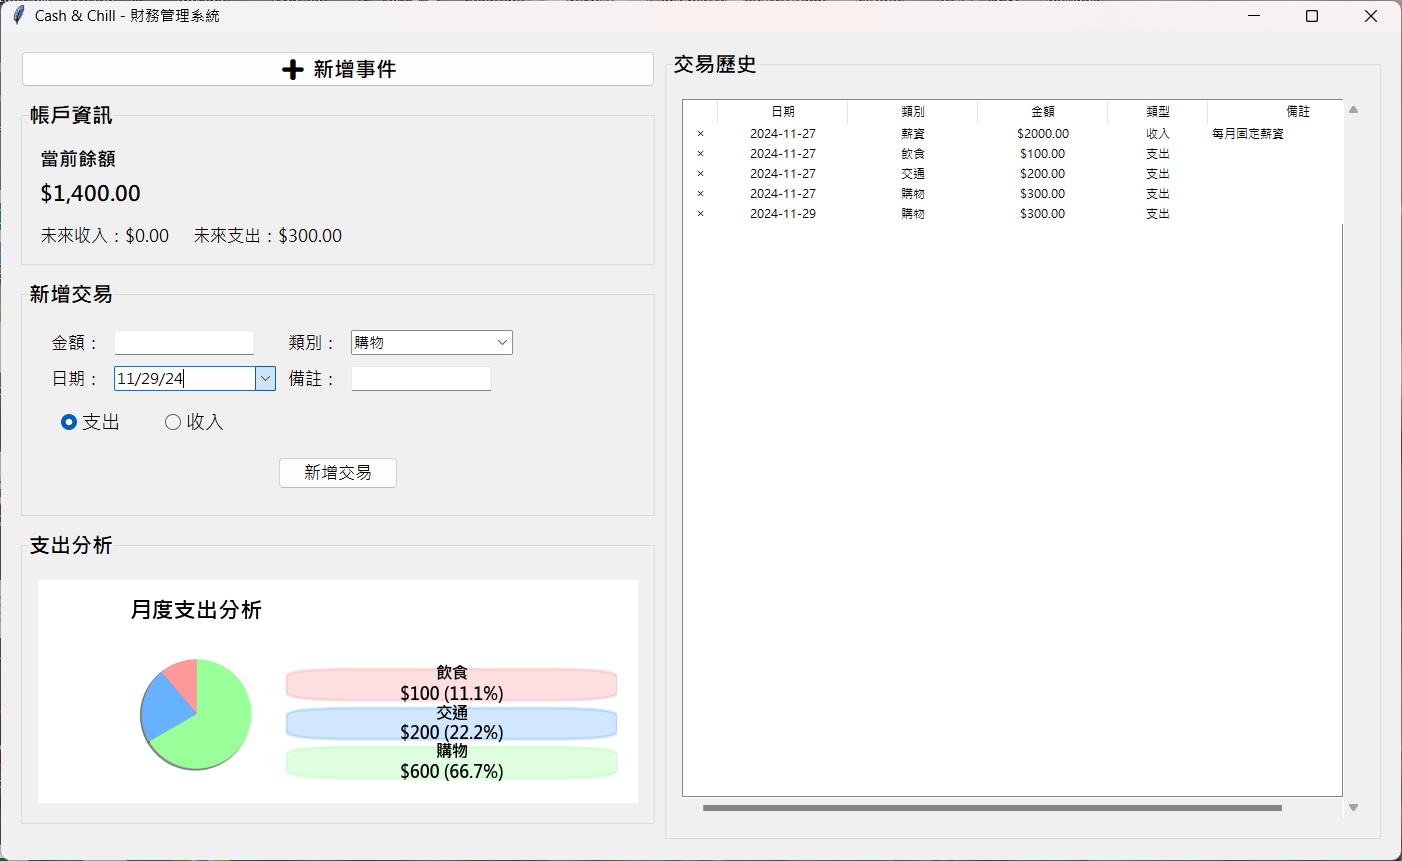 Cash & Chill - 財務管理系統
新增事件
帳戶資訊
當前餘額
$1,400.00
未來收入：$0.00 未來支出：$300.00
新增交易
金額： 類別： 購物
日期： 11/29/24 備註：
支出 收入
新增交易
支出分析
月度支出分析
飲食
$100 (11.1%)
交通
$200 (22.2%)
購物
$600 (66.7%)
交易歷史
日期 類別 金額 類型 備註
× 2024-11-27 薪資 $2000.00 收入 每月固定薪資
× 2024-11-27 飲食 $100.00 支出
× 2024-11-27 交通 $200.00 支出
× 2024-11-27 購物 $300.00 支出
× 2024-11-29 購物 $300.00 支出